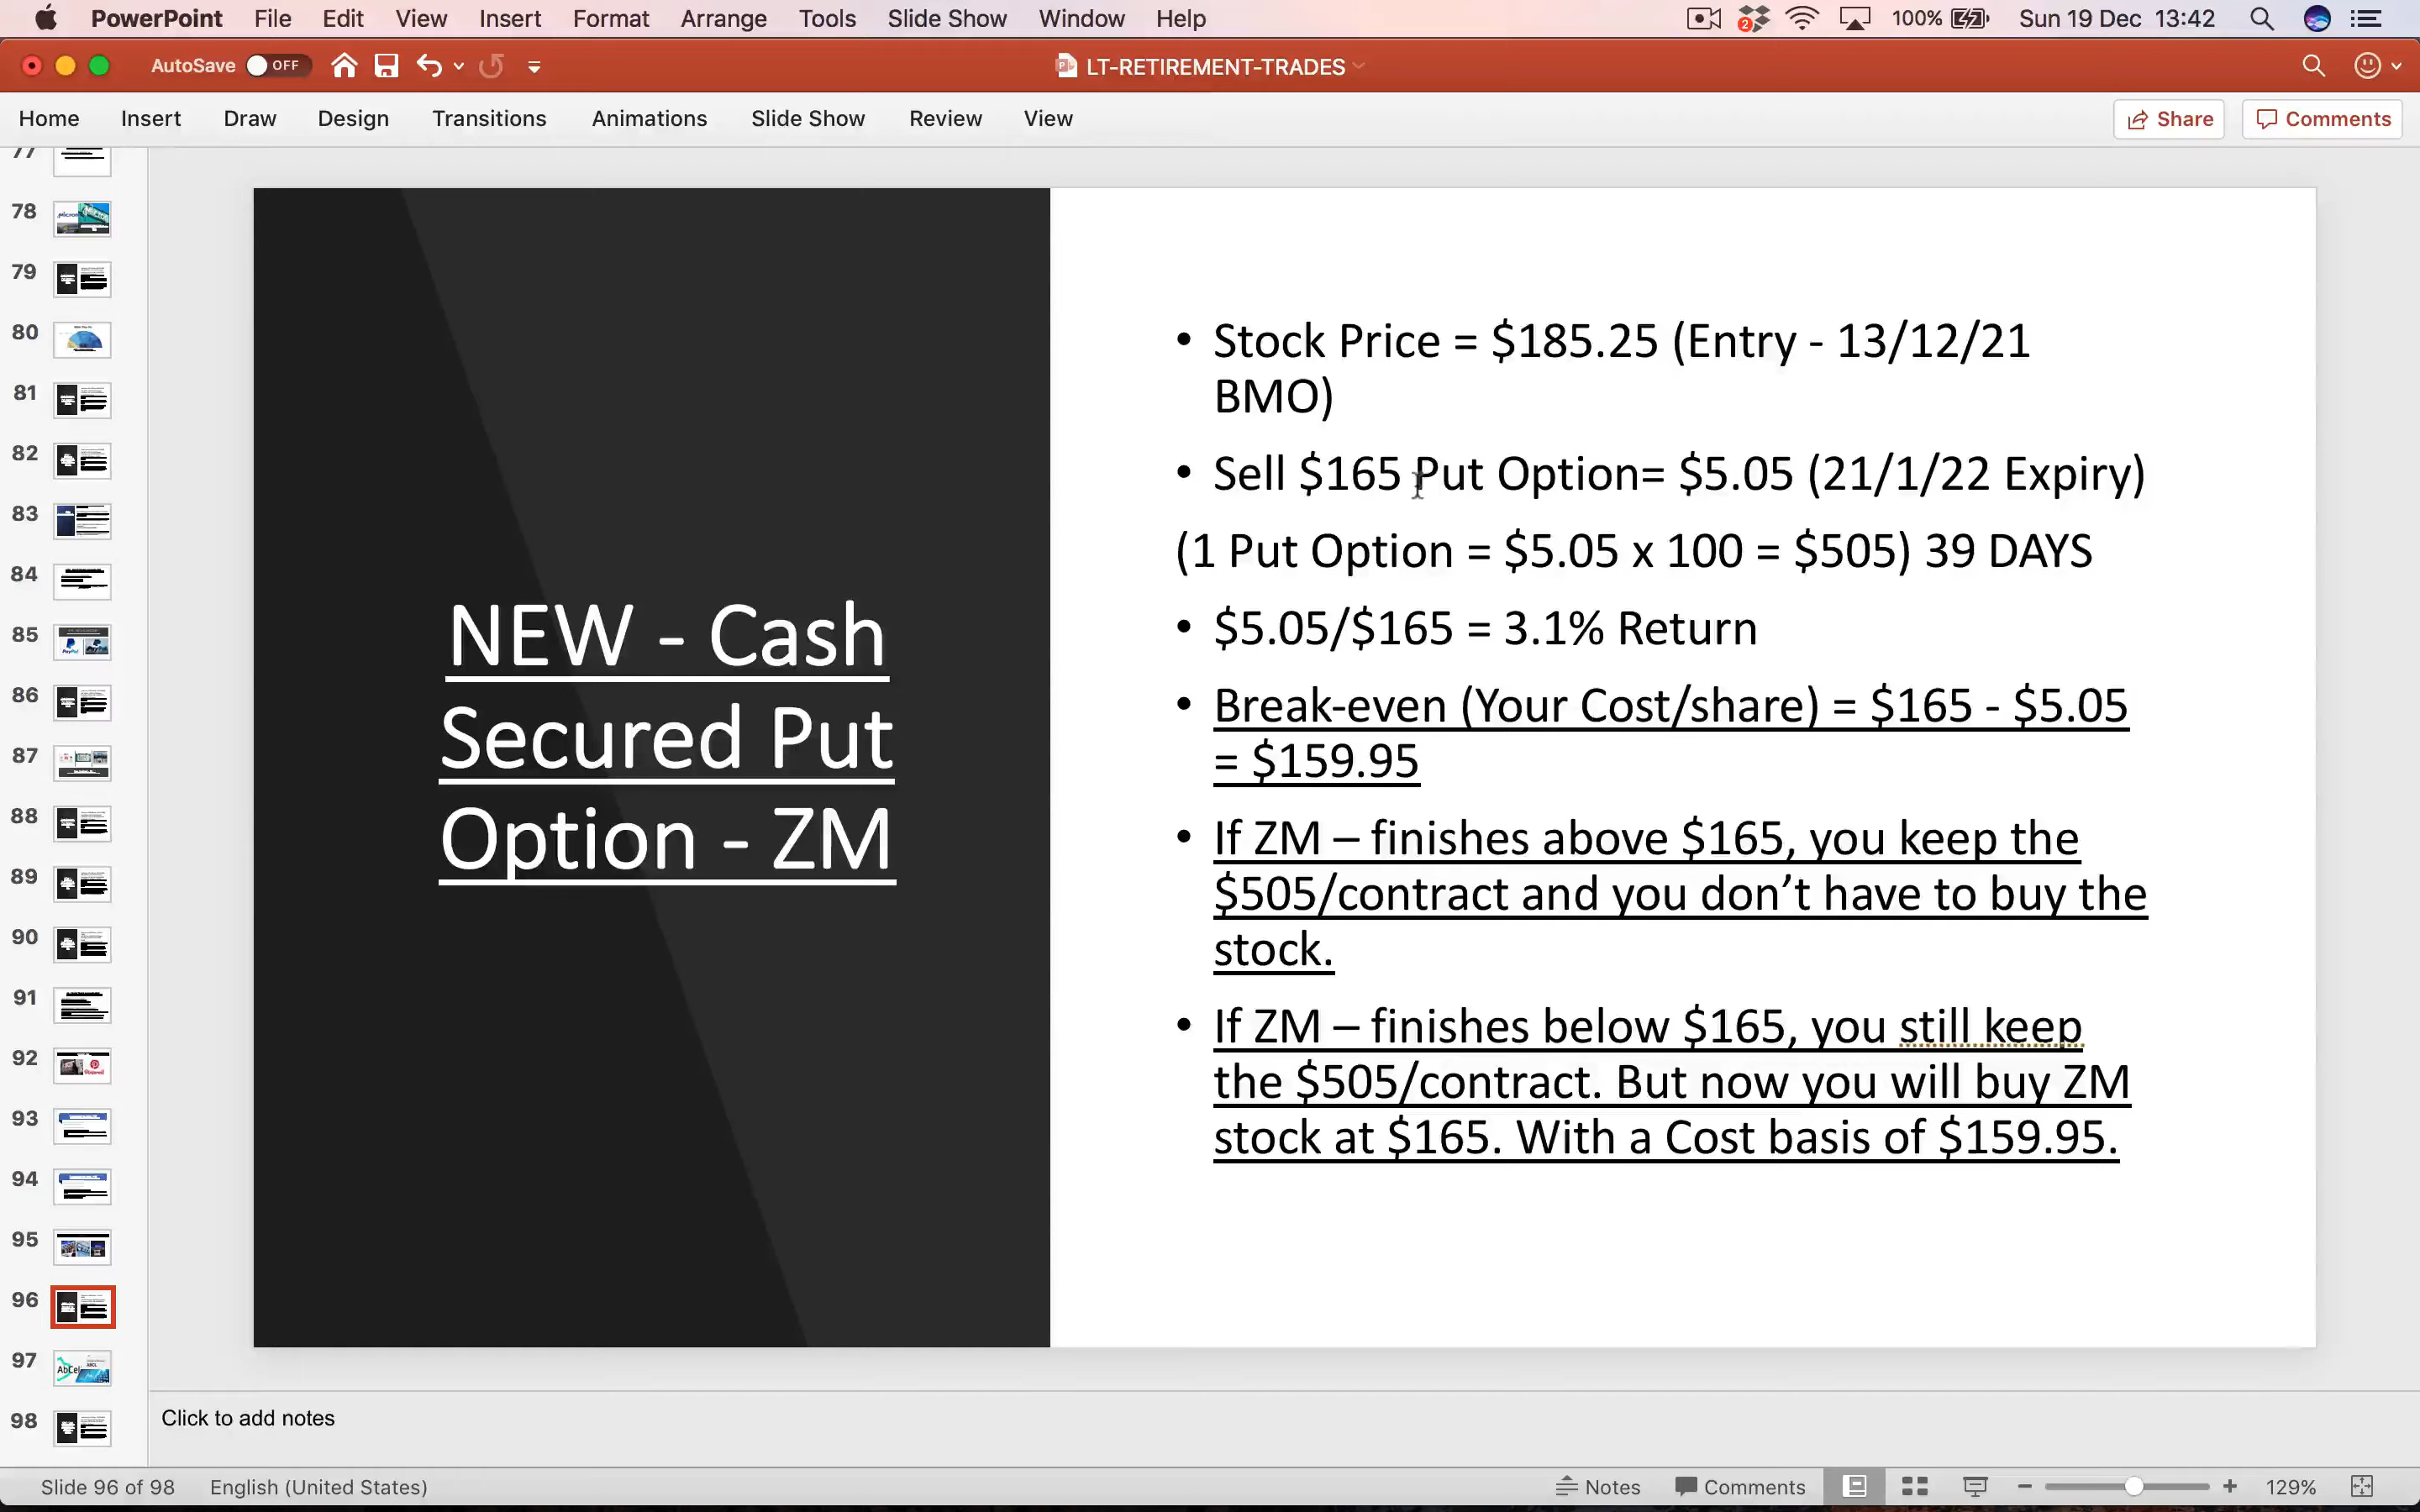 PowerPoint File Edit View Insert Format Arrange Tools Slide Show Window Help 2 100% Sun 19 Dec 13:42
AutoSave OFF LT-RETIREMENT-TRADES
Home Insert Draw Design Transitions Animations Slide Show Review View Share Comments
77
78
79
80
81
82
83
84
85
86
87
88
89
90
91
92
93
94
95
96
97
98
NEW - Cash
Secured Put
Option - ZM
• Stock Price = $185.25 (Entry - 13/12/21
BMO)
• Sell $165 Put Option= $5.05 (21/1/22 Expiry)
(1 Put Option = $5.05 x 100 = $505) 39 DAYS
• $5.05/$165 = 3.1% Return
• Break-even (Your Cost/share) = $165 - $5.05
= $159.95
• If ZM – finishes above $165, you keep the
$505/contract and you don’t have to buy the
stock.
• If ZM – finishes below $165, you still keep
the $505/contract. But now you will buy ZM
stock at $165. With a Cost basis of $159.95.
Click to add notes
Slide 96 of 98 English (United States) Notes Comments 129%